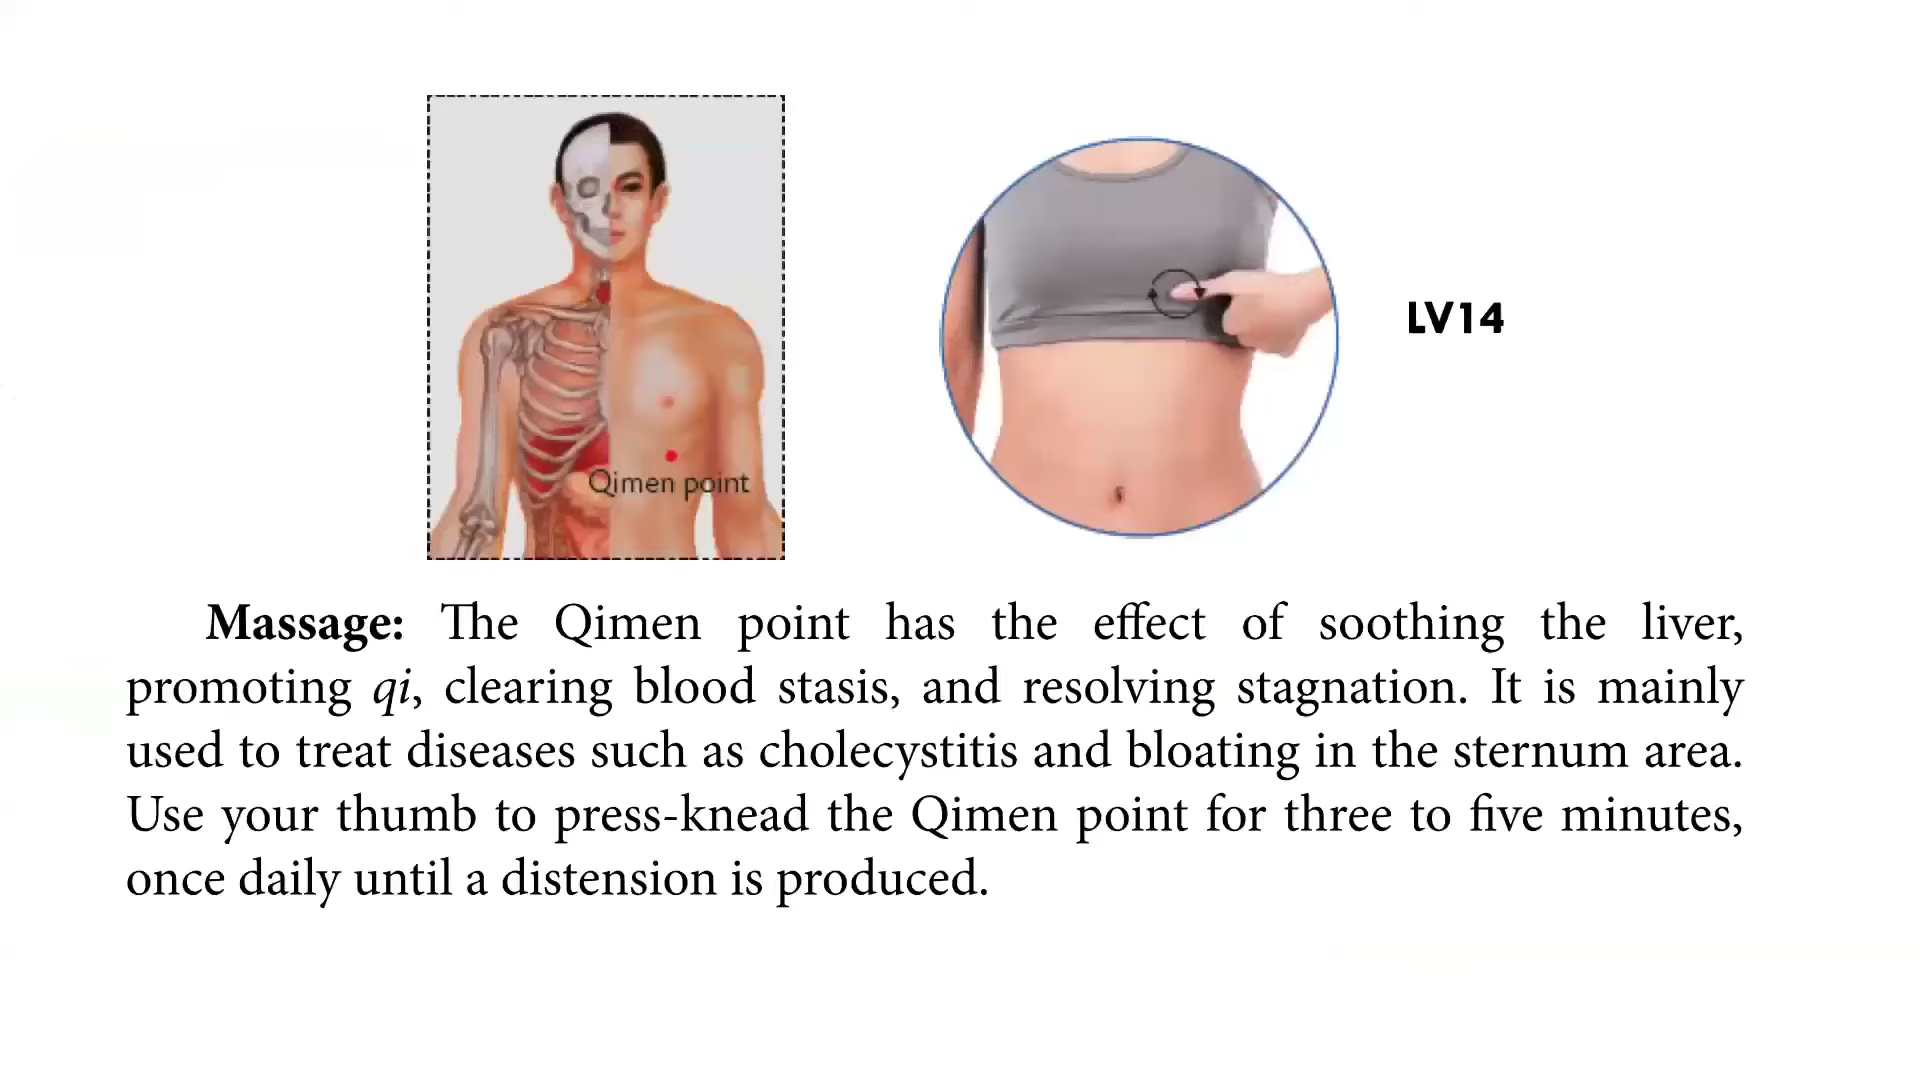 Qimen point
LV14
Massage: The Qimen point has the effect of soothing the liver,
promoting qi, clearing blood stasis, and resolving stagnation. It is mainly
used to treat diseases such as cholecystitis and bloating in the sternum area.
Use your thumb to press-knead the Qimen point for three to five minutes,
once daily until a distension is produced.